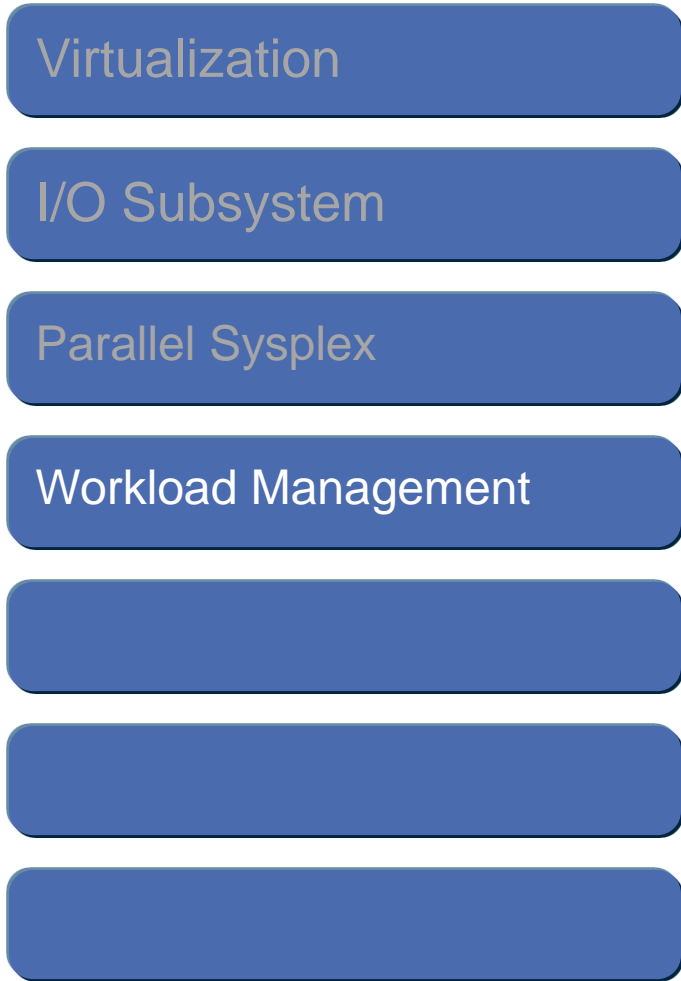 Virtualization
I/O Subsystem
Parallel Sysplex
Workload Management